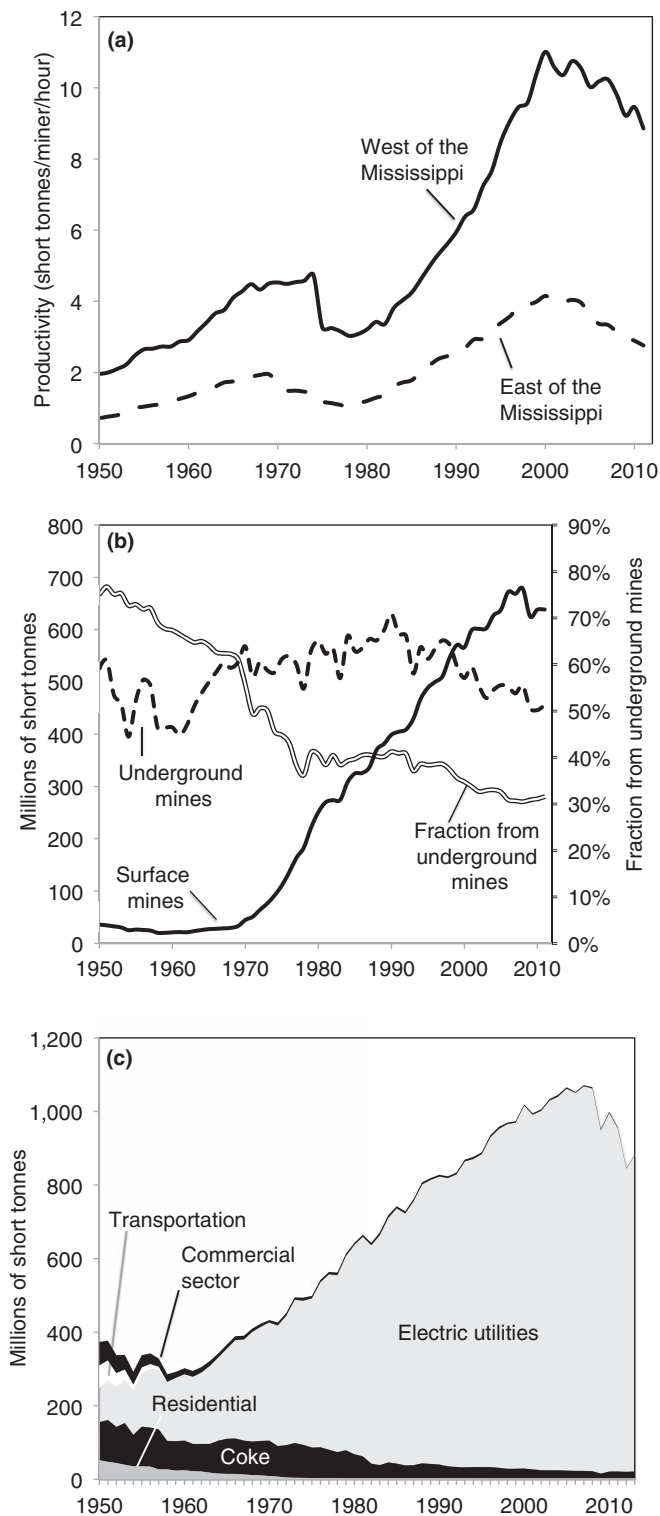 (a)
12
10
8
6
4
2
0
Productivity (short tonnes/miner/hour)
West of the
Mississippi
East of the
Mississippi
1950 1960 1970 1980 1990 2000 2010
(b)
800
700
600
500
400
300
200
100
0
Millions of short tonnes
90%
80%
70%
60%
50%
40%
30%
20%
10%
0%
Fraction from underground mines
Underground
mines
Surface
mines
Fraction from
underground
mines
1950 1960 1970 1980 1990 2000 2010
(c)
1,200
1,000
800
600
400
200
0
Millions of short tonnes
Transportation
Commercial
sector
Electric utilities
Residential
Coke
1950 1960 1970 1980 1990 2000 2010